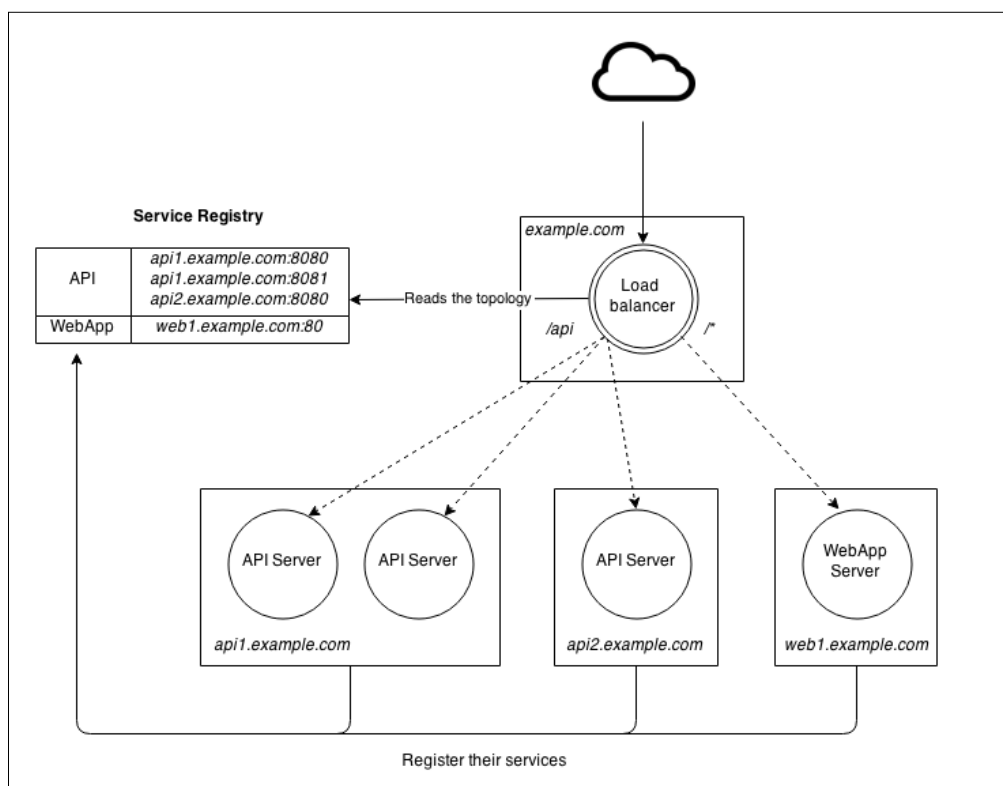 example.com
Service Registry
API
api1.example.com:8080
api1.example.com:8081
api2.example.com:8080
WebApp
web1.example.com:80
Reads the topology
Load
balancer
/api
/*
API Server
API Server
api1.example.com
API Server
api2.example.com
WebApp
Server
web1.example.com
Register their services